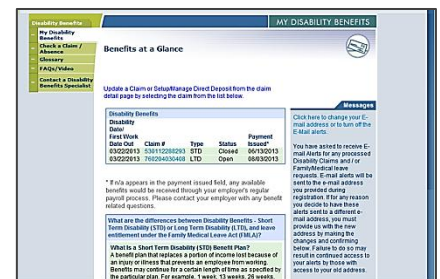 MY DISABILITY BENEFITS
Disability Benefits
My Disability
Benefits
Check a Claim /
Absence
Glossary
FAQs/Video
Contact a Disability
Benefits Specialist
Benefits at a Glance
Update a Claim or Setup/Manage Direct Deposit from the claim
detail page by selecting the claim from the list below.
Disability Benefits
Disability
Date/
First Work
Date Out Claim # Type Status Payment
Issued*
03/22/2013 530112288293 STD Closed 06/13/2013
03/22/2013 760204030408 LTD Open 08/03/2013
* If n/a appears in the payment issued field, any available
benefits would be received through your employer's regular
payroll process. Please contact your employer with any benefit
related questions.
What are the differences between Disability Benefits - Short
Term Disability (STD) or Long Term Disability (LTD), and leave
entitlement under the Family Medical Leave Act (FMLA)?
What Is a Short Term Disability (STD) Benefit Plan?
A benefit plan that replaces a portion of income lost because of
an injury or illness that prevents an employee from working.
Benefits may continue for a certain length of time as specified by
the particular plan. For example, 1 week, 13 weeks, 26 weeks,
Messages
Click here to change your E-
mail address or to turn off the
E-Mail alerts.
You have asked to receive E-
mail Alerts for any processed
Disability Claims and / or
Family/Medical leave
requests. E-mail alerts will be
sent to the e-mail address
you provided during
registration. If for any reason
you decide to have these
alerts sent to a different e-
mail address, you must
provide us with the new
address by making the
changes and confirming
below. Failure to do so may
result in continued access to
your alerts by those with
access to your old address.